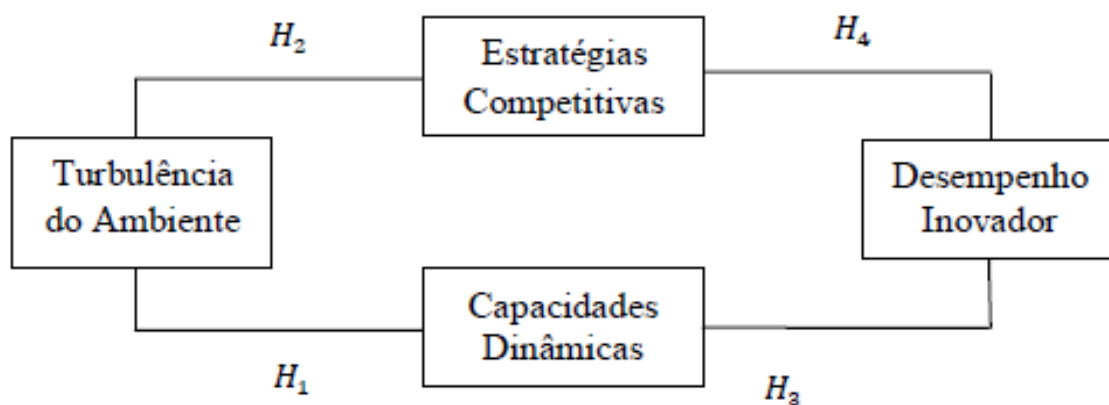 H₂
Estratégias
Competitivas
H₄
Turbulência
do Ambiente
Desempenho
Inovador
Capacidades
Dinâmicas
H₁
H₃